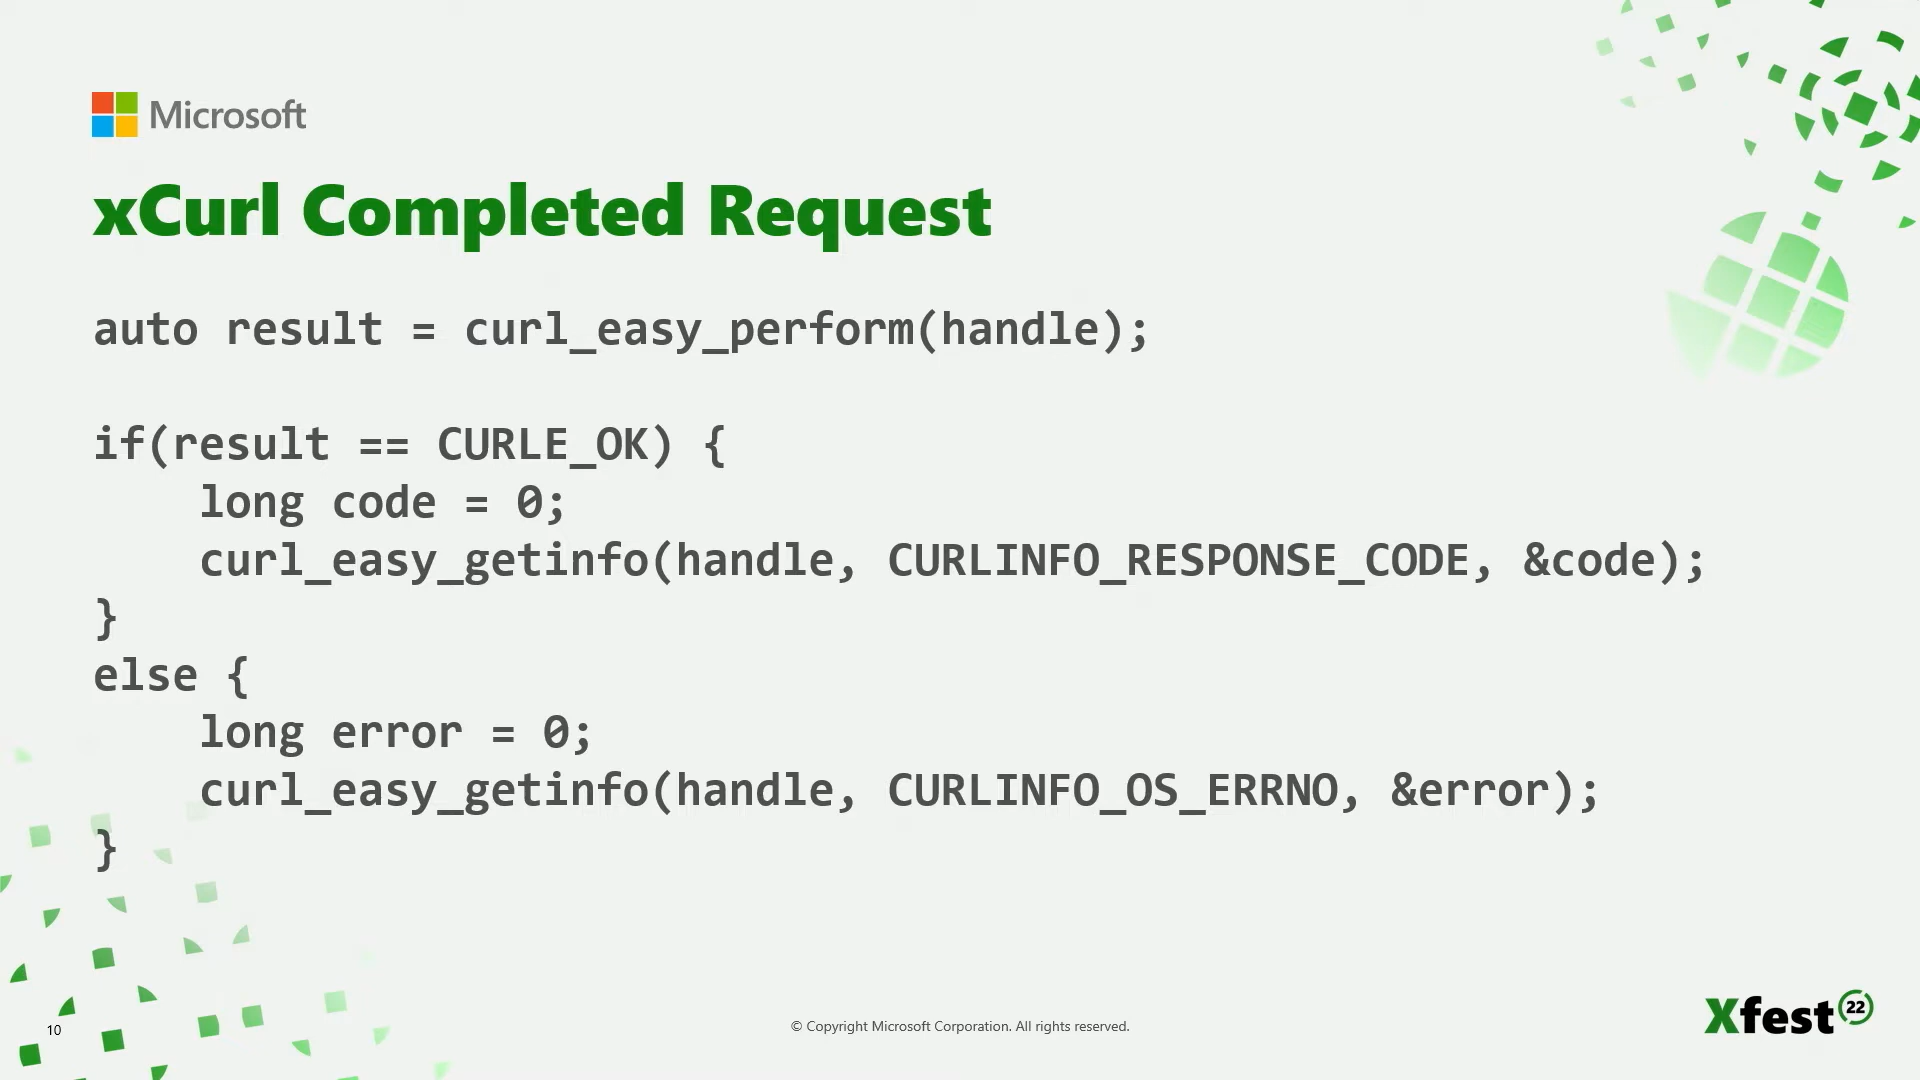 Microsoft
xCurl Completed Request
auto result = curl_easy_perform(handle);
if(result == CURLE_OK) {
    long code = 0;
    curl_easy_getinfo(handle, CURLINFO_RESPONSE_CODE, &code);
}
else {
    long error = 0;
    curl_easy_getinfo(handle, CURLINFO_OS_ERRNO, &error);
}
10
© Copyright Microsoft Corporation. All rights reserved.
Xfest 22